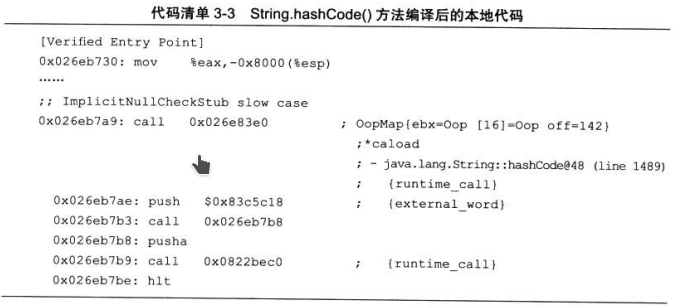 代码清单 3-3 String.hashCode() 方法编译后的本地代码
[Verified Entry Point]
0x026eb730: mov %eax,-0x8000(%esp)
……
;; ImplicitNullCheckStub slow case
0x026eb7a9: call 0x026e83e0 ; OopMap{ebx=Oop [16]=Oop off=142}
;*caload
; - java.lang.String::hashCode@48 (line 1489)
; {runtime_call}
0x026eb7ae: push $0x83c5c18 ; {external_word}
0x026eb7b3: call 0x026eb7b8
0x026eb7b8: pusha
0x026eb7b9: call 0x0822bec0 ; {runtime_call}
0x026eb7be: hlt